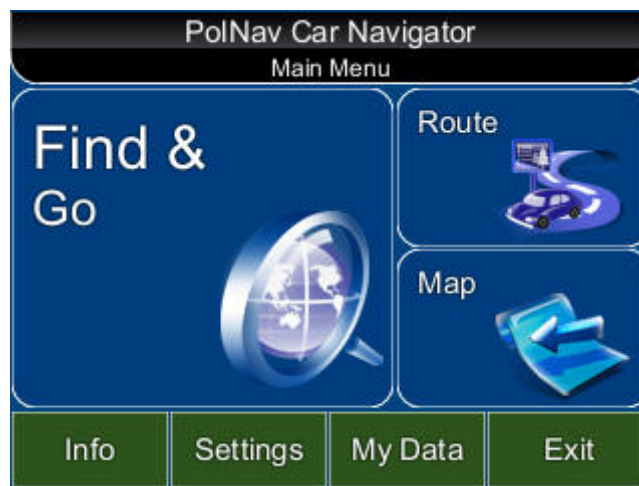 PolNav Car Navigator
Main Menu
Find &
Go
Route
Map
Info
Settings
My Data
Exit